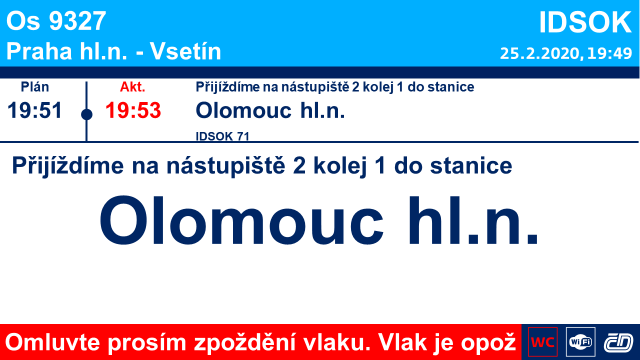 Os 9327
IDSOK
Praha hl.n. - Vsetín
25.2.2020, 19:49
Plán
Akt.
Přijíždíme na nástupiště 2 kolej 1 do stanice
19:51
19:53
Olomouc hl.n.
IDSOK 71
Přijíždíme na nástupiště 2 kolej 1 do stanice
Olomouc hl.n.
Omluvte prosím zpoždění vlaku. Vlak je opož
WC
WiFi
ČD